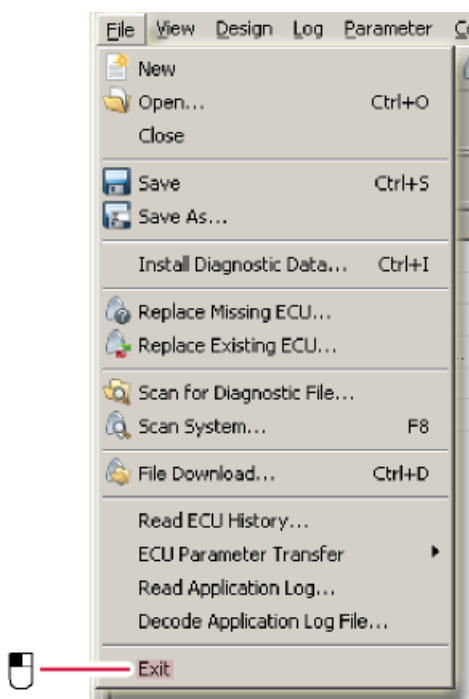 File View Design Log Parameter
New
Open... Ctrl+O
Close
Save Ctrl+S
Save As...
Install Diagnostic Data... Ctrl+I
Replace Missing ECU...
Replace Existing ECU...
Scan for Diagnostic File...
Scan System... F8
File Download... Ctrl+D
Read ECU History...
ECU Parameter Transfer
Read Application Log...
Decode Application Log File...
Exit